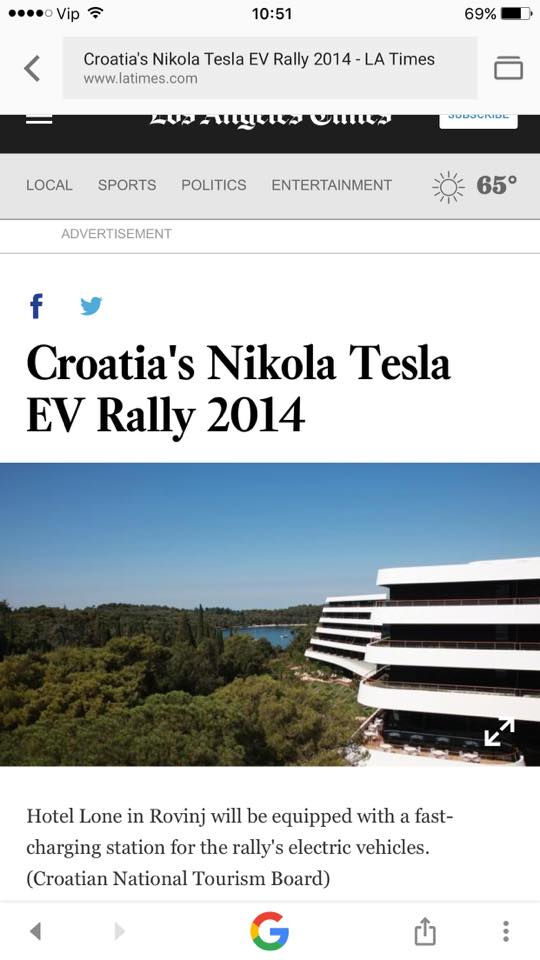 Vip
10:51
69%
Croatia's Nikola Tesla EV Rally 2014 - LA Times
www.latimes.com
Los Angeles Times
SUBSCRIBE
LOCAL SPORTS POLITICS ENTERTAINMENT 65°
ADVERTISEMENT
Croatia's Nikola Tesla
EV Rally 2014
Hotel Lone in Rovinj will be equipped with a fast-
charging station for the rally's electric vehicles.
(Croatian National Tourism Board)